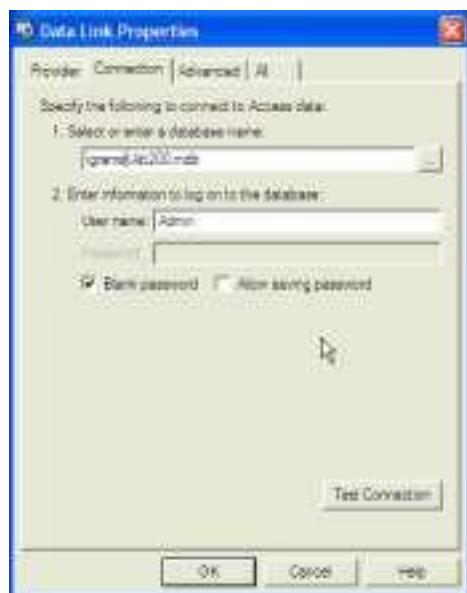 Data Link Properties
Provider Connection Advanced All
Specify the following to connect to Access data:
1. Select or enter a database name:
...
2. Enter information to log on to the database:
User name: Admin
Password:
Blank password Allow saving password
Test Connection
OK Cancel Help